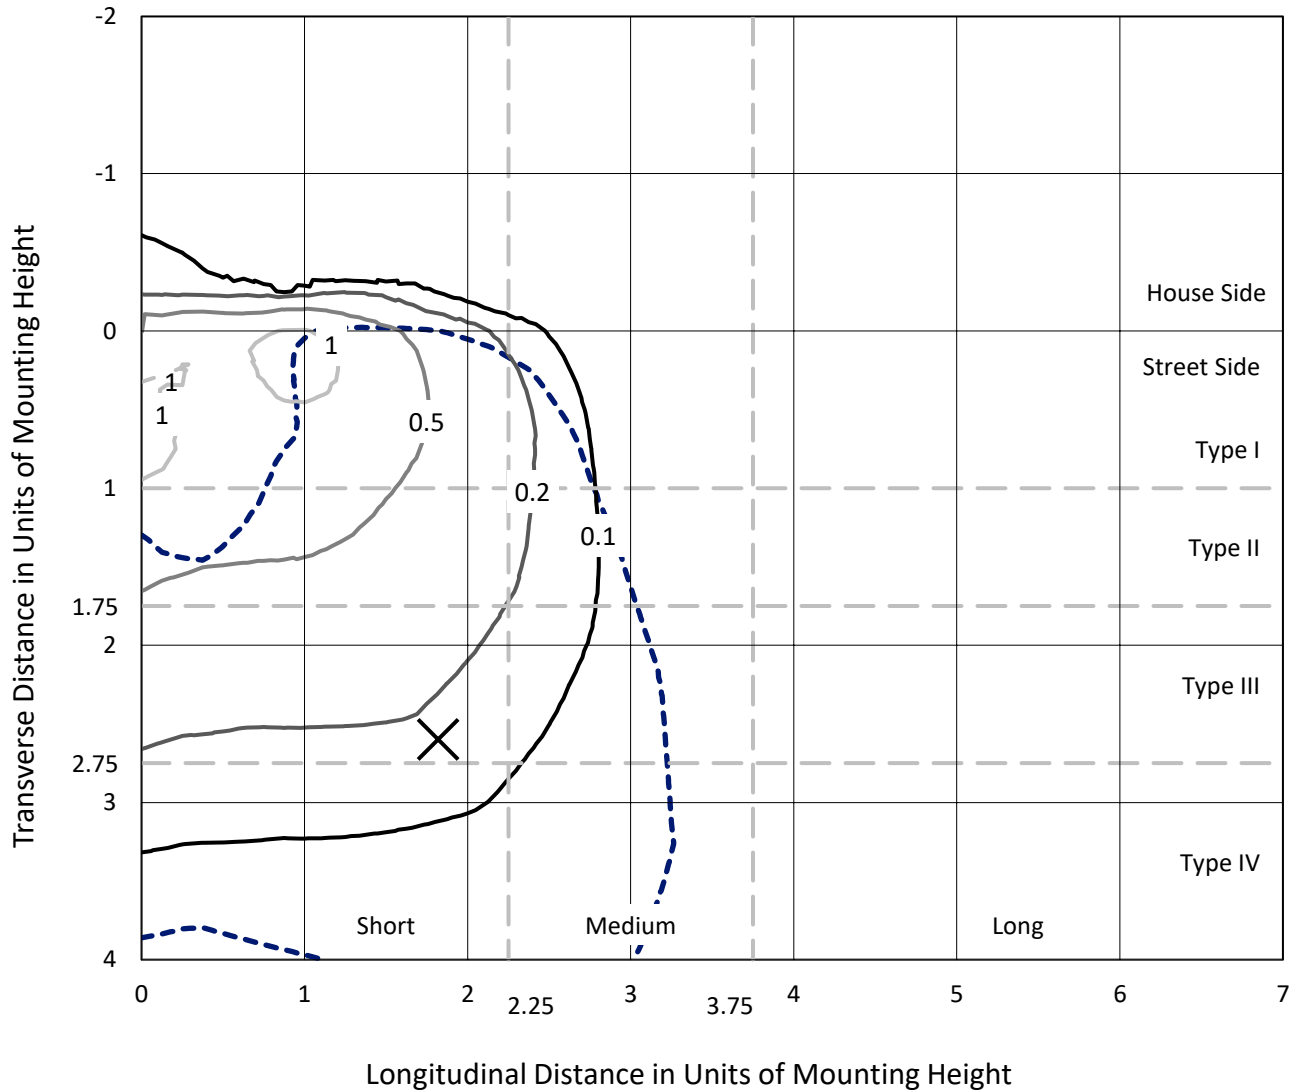 -2
-1
House Side
0
1
Street Side
1
1
0.5
Type I
1
0.2
0.1
Type II
1.75
2
Type III
2.75
3
Type IV
Short
Medium
Long
4
0
1
2
2.25
3
3.75
4
5
6
7
Transverse Distance in Units of Mounting Height
Longitudinal Distance in Units of Mounting Height